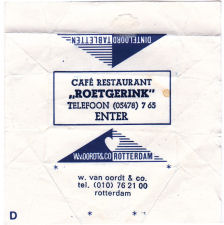 DINTELOORD TABLETTEN
CAFÉ RESTAURANT
„ROETGERINK”
TELEFOON (05478) 7 65
ENTER
W.v.OORDT&CO ROTTERDAM
w. van oordt & co.
tel. (010) 76 21 00
rotterdam
D